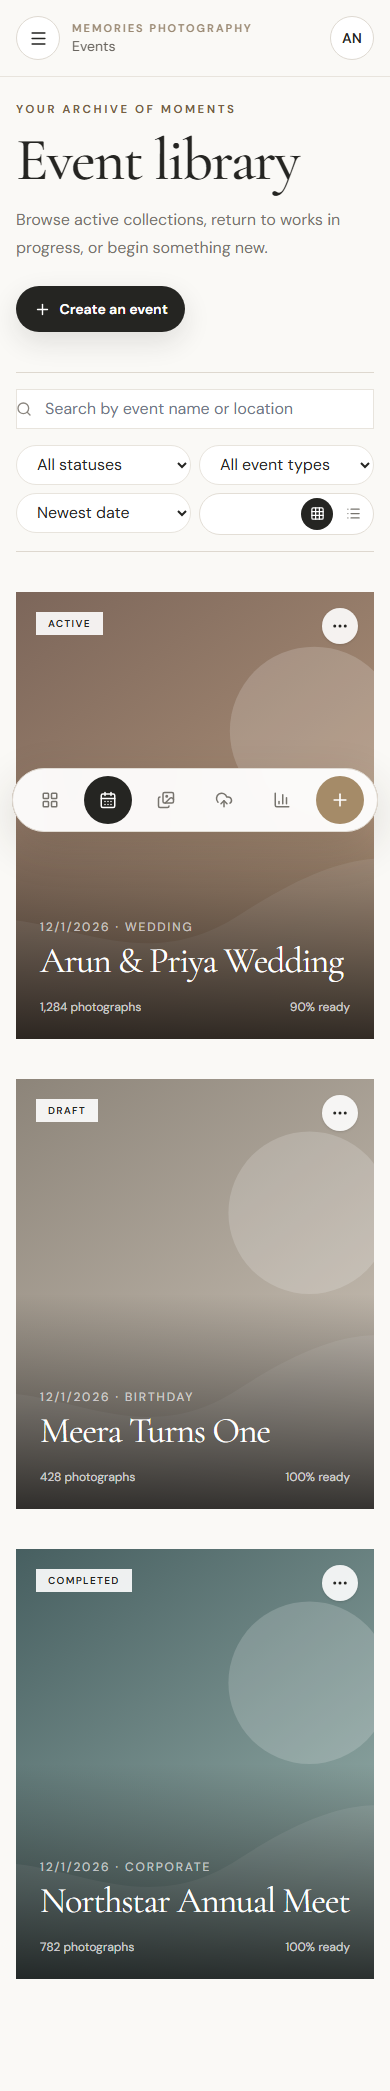 MEMORIES PHOTOGRAPHY
Events
AN
YOUR ARCHIVE OF MOMENTS
Event library
Browse active collections, return to works in
progress, or begin something new.
Create an event
Search by event name or location
All statuses
All event types
Newest date
ACTIVE
12/1/2026 · WEDDING
Arun & Priya Wedding
1,284 photographs
90% ready
DRAFT
12/1/2026 · BIRTHDAY
Meera Turns One
428 photographs
100% ready
COMPLETED
12/1/2026 · CORPORATE
Northstar Annual Meet
782 photographs
100% ready